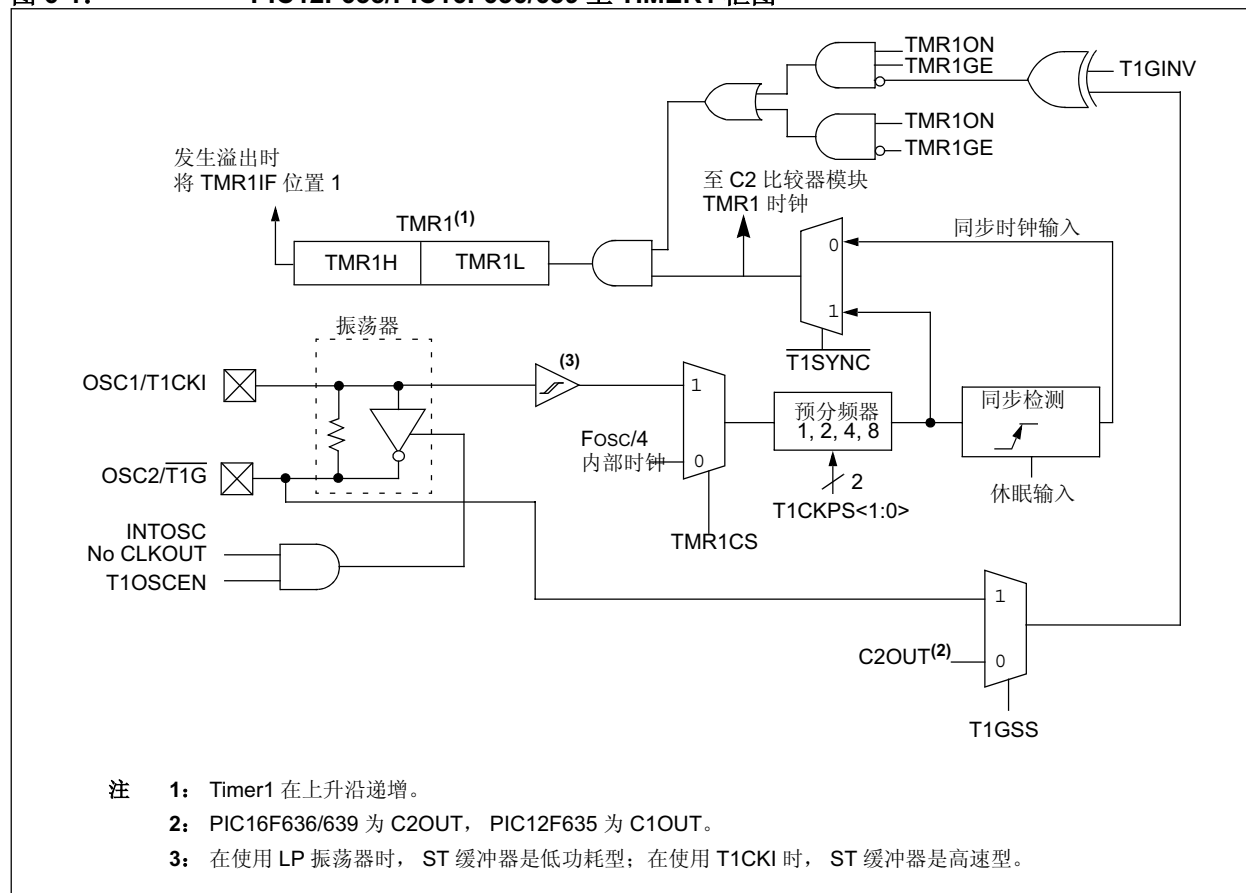 TMR1ON
TMR1GE
T1GINV
TMR1ON
TMR1GE
发生溢出时
将 TMR1IF 位置 1
至 C2 比较器模块
TMR1 时钟
TMR1(1)
同步时钟输入
0
TMR1H
TMR1L
1
振荡器
T1SYNC
(3)
OSC1/T1CKI
1
预分频器
1, 2, 4, 8
同步检测
FOSC/4
内部时钟
0
OSC2/T1G
2
休眠输入
T1CKPS<1:0>
INTOSC
No CLKOUT
TMR1CS
T1OSCEN
1
C2OUT(2)
0
T1GSS
注 1: Timer1 在上升沿递增。
2: PIC16F636/639 为 C2OUT, PIC12F635 为 C1OUT。
3: 在使用 LP 振荡器时, ST 缓冲器是低功耗型; 在使用 T1CKI 时, ST 缓冲器是高速型。